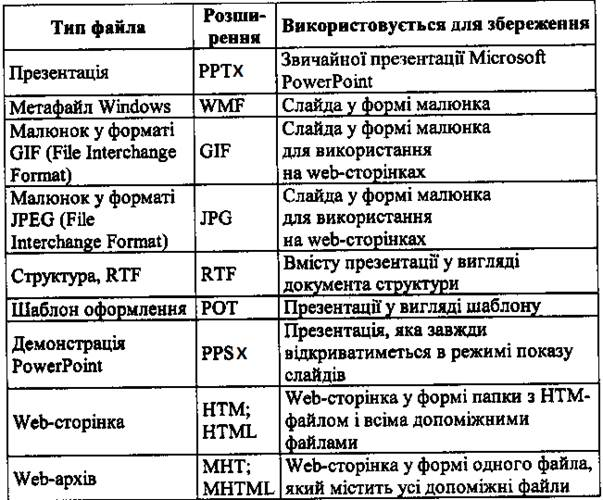 Тип файла
Розши-
рення
Використовується для збереження
Презентація
PPTX
Звичайної презентації Microsoft
PowerPoint
Метафайл Windows
WMF
Слайда у формі малюнка
Малюнок у форматі
GIF (File Interchange
Format)
GIF
Слайда у формі малюнка
для використання
на web-сторінках
Малюнок у форматі
JPEG (File
Interchange Format)
JPG
Слайда у формі малюнка
для використання
на web-сторінках
Структура, RTF
RTF
Вмісту презентації у вигляді
документа структури
Шаблон оформлення
POT
Презентації у вигляді шаблону
Демонстрація
PowerPoint
PPSX
Презентація, яка завжди
відкриватиметься в режимі показу
слайдів
Web-сторінка
HTM;
HTML
Web-сторінка у формі папки з HTM-
файлом і всіма допоміжними
файлами
Web-архів
MHT;
MHTML
Web-сторінка у формі одного файла,
який містить усі допоміжні файли